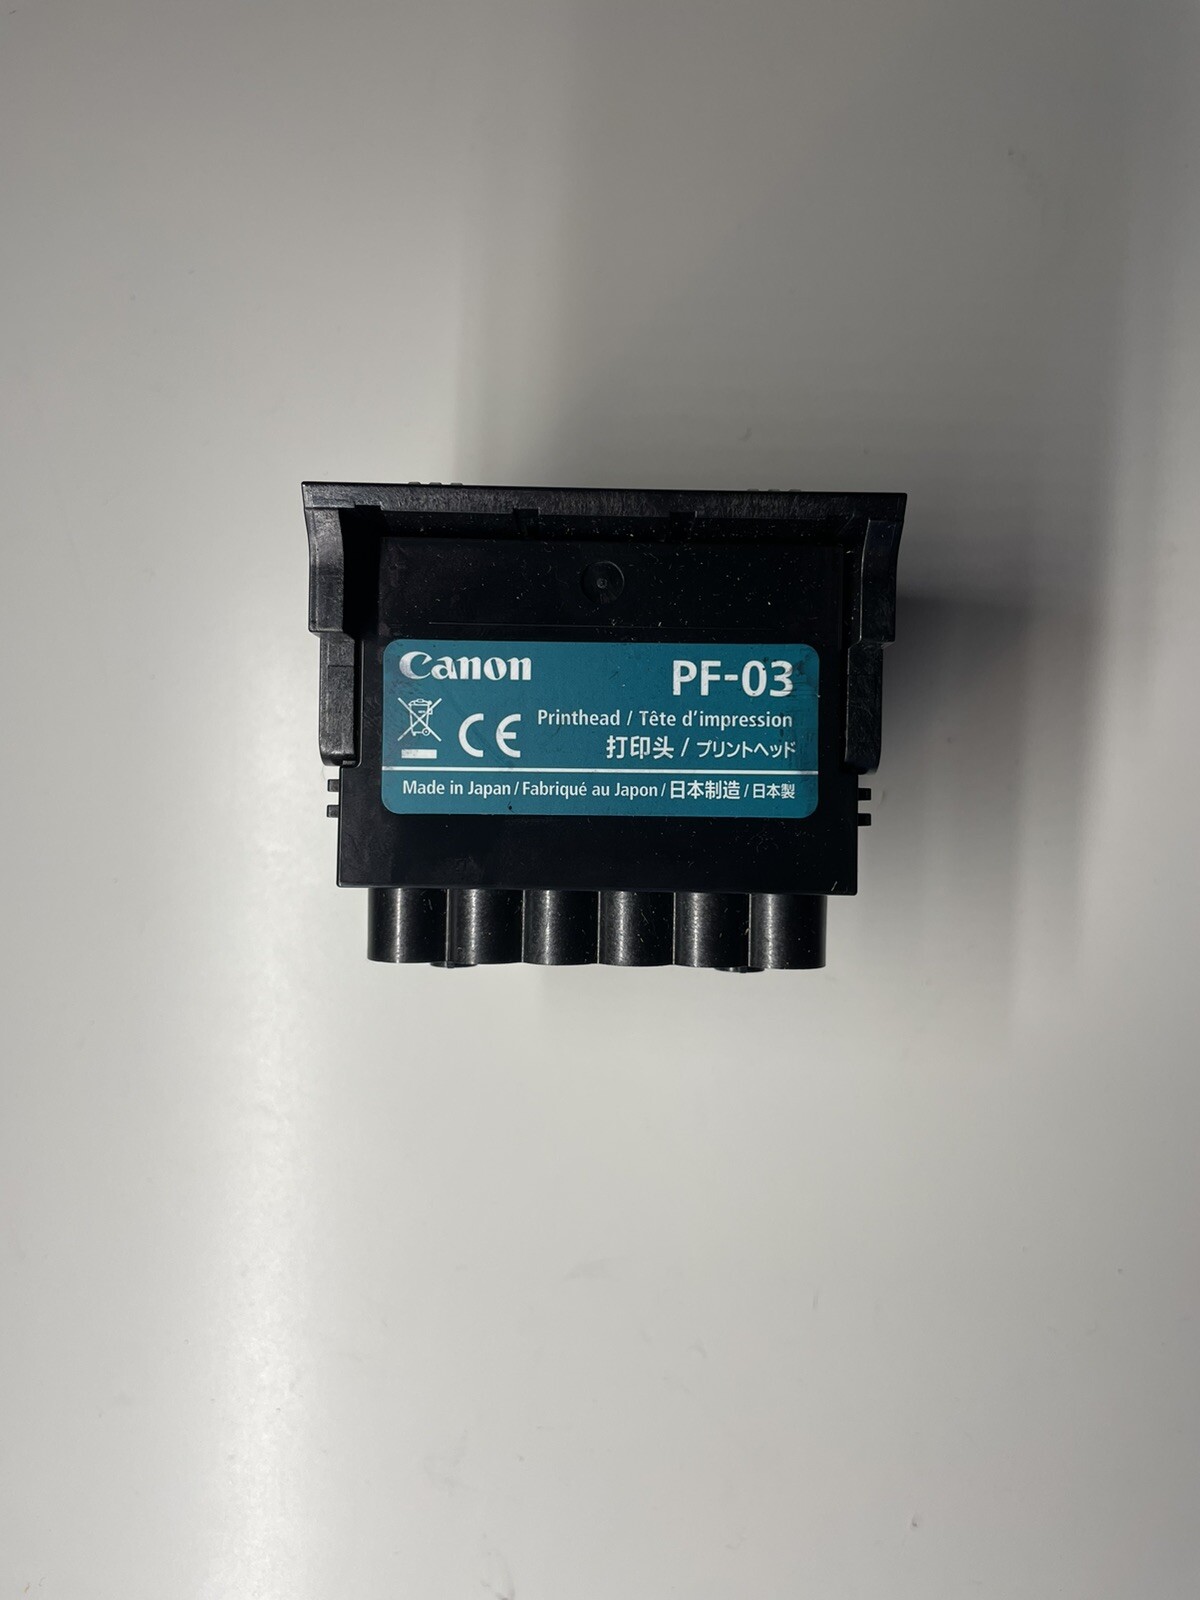 Canon
PF-03
CE
Printhead / Tête d'impression
打印头 / プリントヘッド
Made in Japan / Fabriqué au Japon / 日本制造 / 日本製